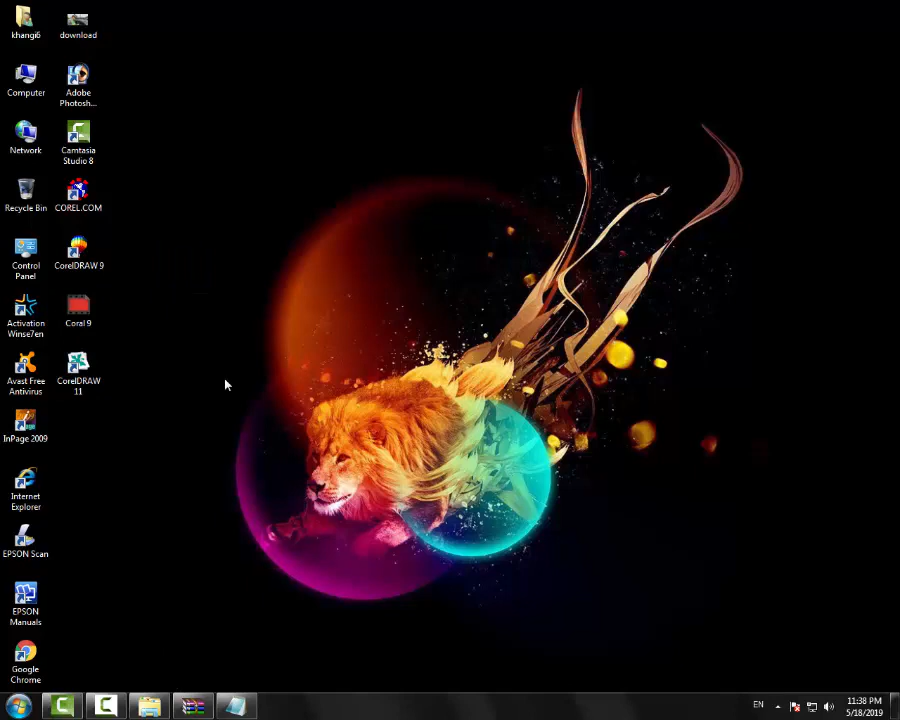 khangi6
download
Computer
Adobe
Photosh...
Network
Camtasia
Studio 8
Recycle Bin
COREL.COM
Control
Panel
CorelDRAW 9
Activation
Winse7en
Coral 9
Avast Free
Antivirus
CorelDRAW
11
InPage 2009
Internet
Explorer
EPSON Scan
EPSON
Manuals
Google
Chrome
EN
11:38 PM
5/18/2019